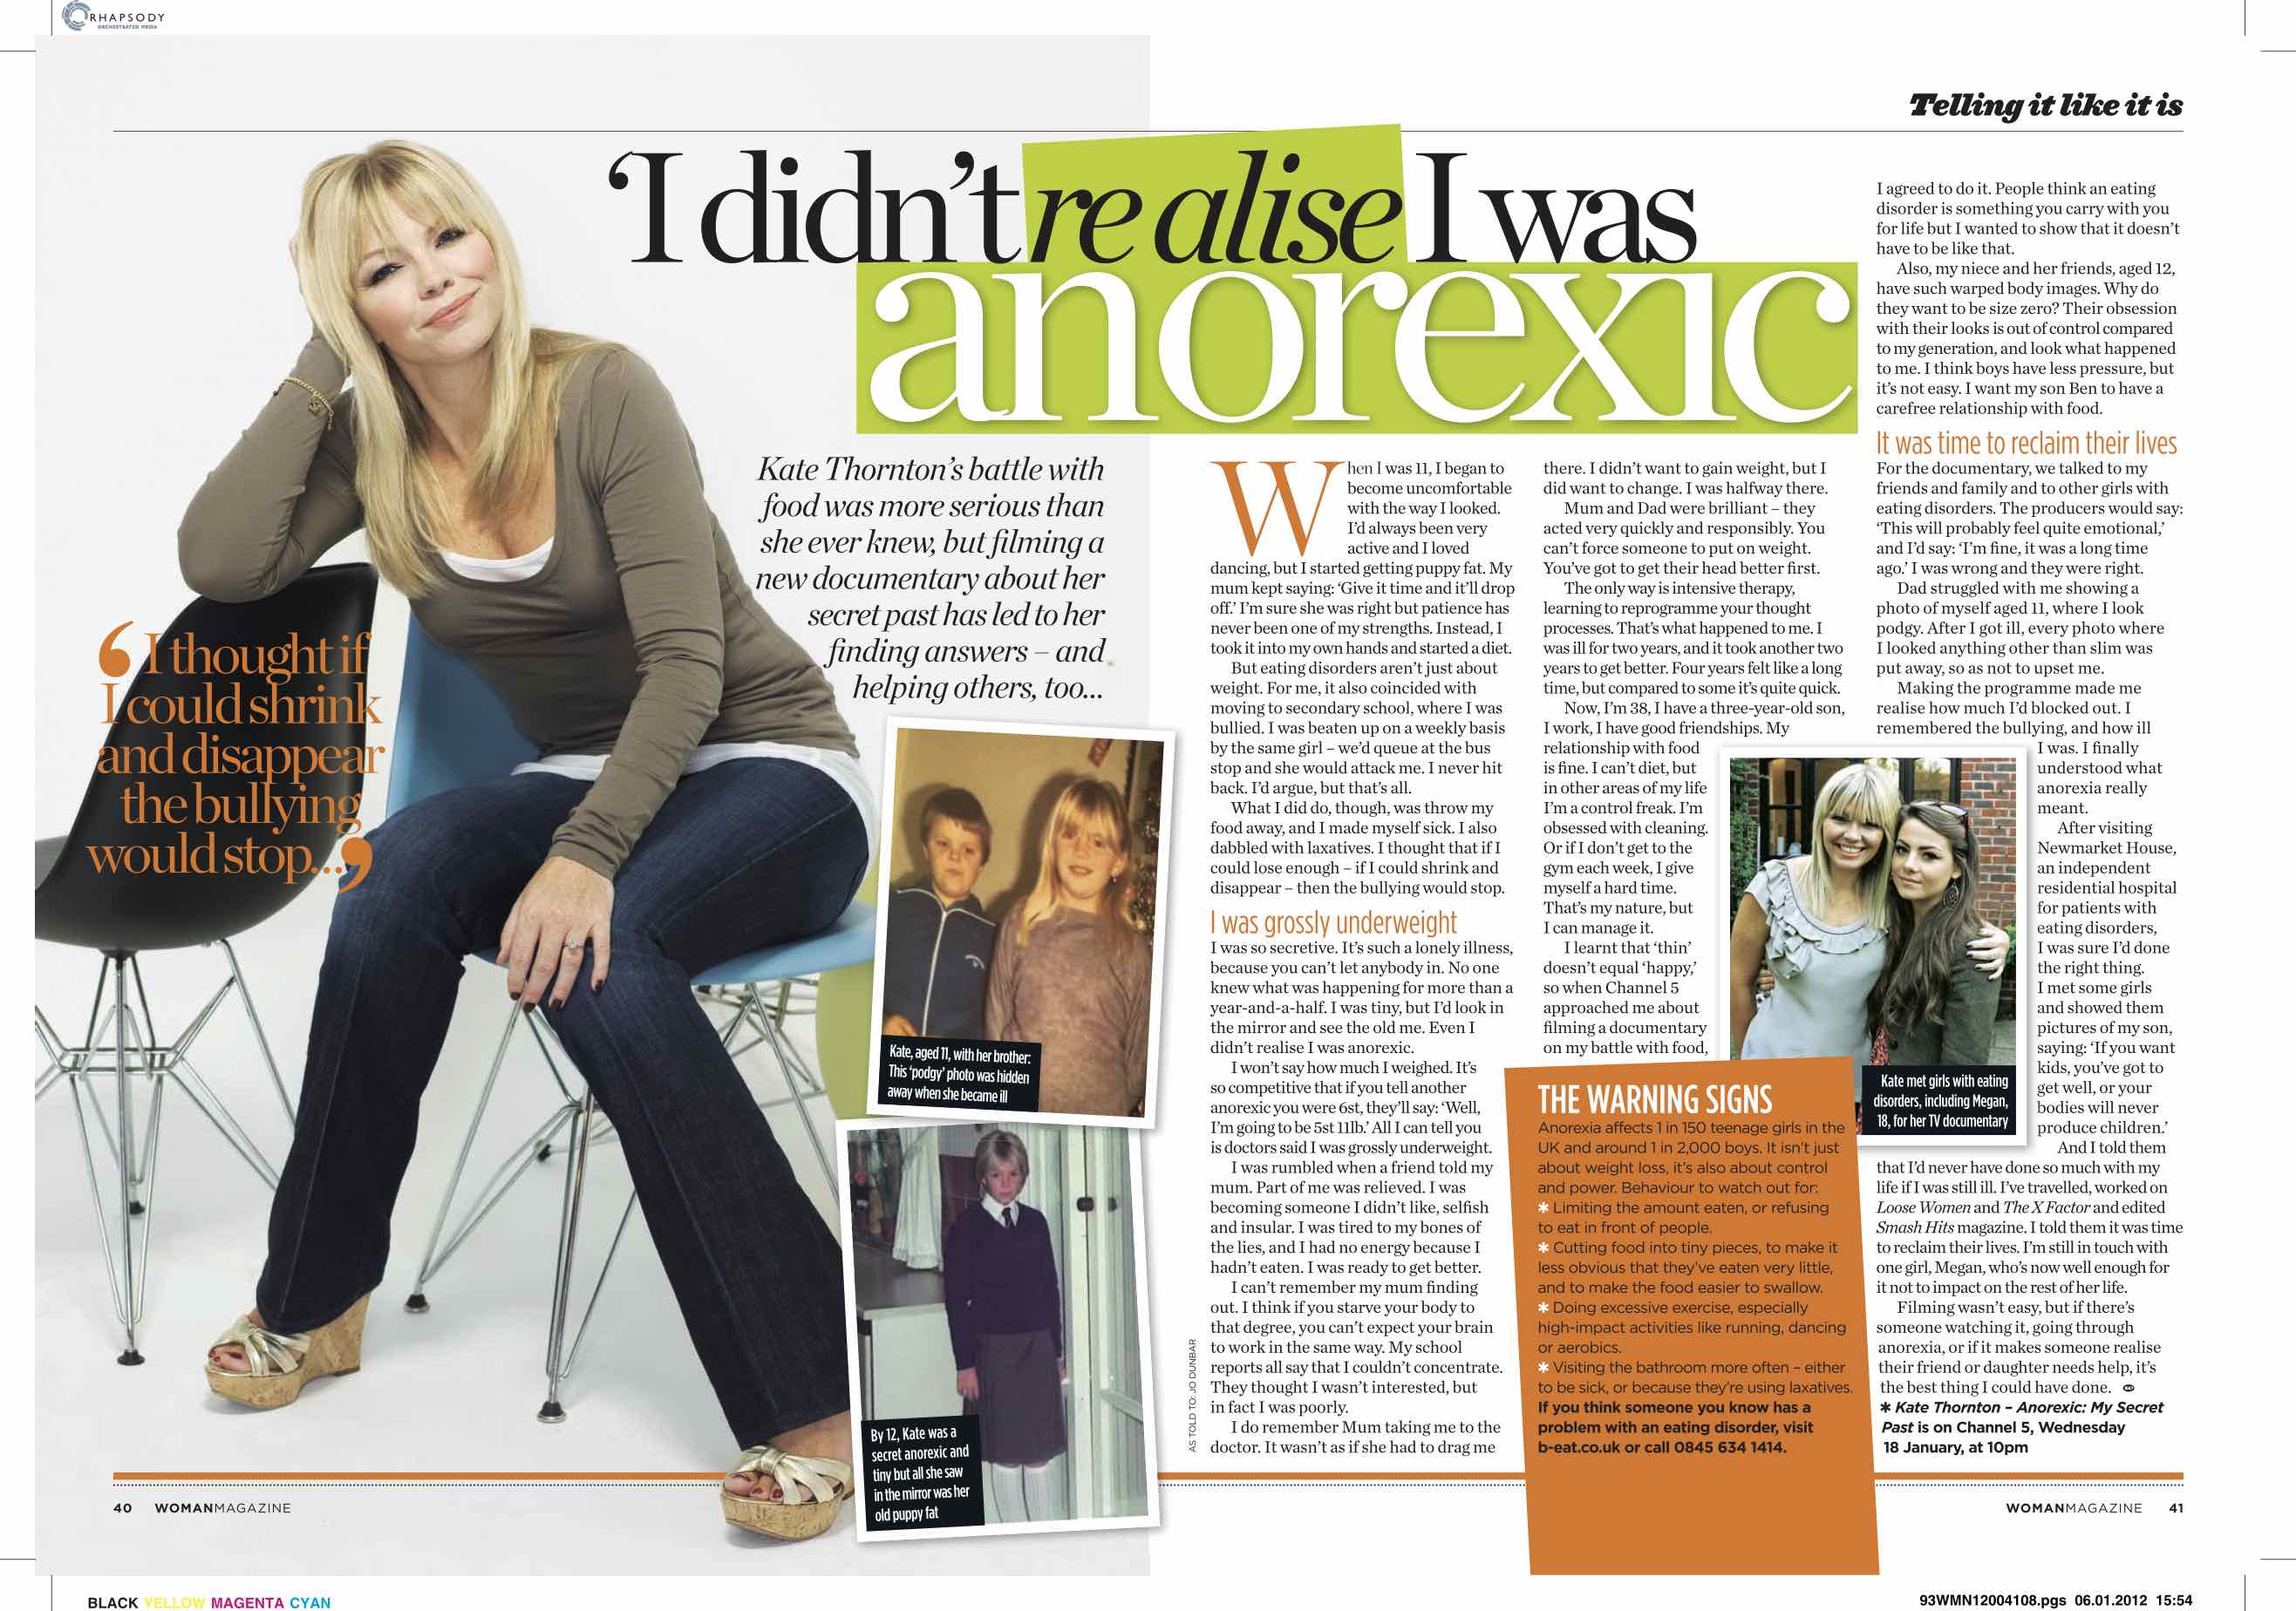 RHAPSODY
ORCHESTRATED MEDIA
Telling it like it is
‘I didn’t realise I was
anorexic
Kate Thornton’s battle with
food was more serious than
she ever knew, but filming a
new documentary about her
secret past has led to her
finding answers – and
helping others, too...
‘I thought if
I could shrink
and disappear
the bullying
would stop...’
Kate, aged 11, with her brother:
This ‘podgy’ photo was hidden
away when she became ill
By 12, Kate was a
secret anorexic and
tiny but all she saw
in the mirror was her
old puppy fat
When I was 11, I began to
become uncomfortable
with the way I looked.
I’d always been very
active and I loved
dancing, but I started getting puppy fat. My
mum kept saying: ‘Give it time and it’ll drop
off.’ I’m sure she was right but patience has
never been one of my strengths. Instead, I
took it into my own hands and started a diet.
But eating disorders aren’t just about
weight. For me, it also coincided with
moving to secondary school, where I was
bullied. I was beaten up on a weekly basis
by the same girl – we’d queue at the bus
stop and she would attack me. I never hit
back. I’d argue, but that’s all.
What I did do, though, was throw my
food away, and I made myself sick. I also
dabbled with laxatives. I thought that if I
could lose enough – if I could shrink and
disappear – then the bullying would stop.
I was grossly underweight
I was so secretive. It’s such a lonely illness,
because you can’t let anybody in. No one
knew what was happening for more than a
year-and-a-half. I was tiny, but I’d look in
the mirror and see the old me. Even I
didn’t realise I was anorexic.
I won’t say how much I weighed. It’s
so competitive that if you tell another
anorexic you were 6st, they’ll say: ‘Well,
I’m going to be 5st 11lb.’ All I can tell you
is doctors said I was grossly underweight.
I was rumbled when a friend told my
mum. Part of me was relieved. I was
becoming someone I didn’t like, selfish
and insular. I was tired to my bones of
the lies, and I had no energy because I
hadn’t eaten. I was ready to get better.
I can’t remember my mum finding
out. I think if you starve your body to
that degree, you can’t expect your brain
to work in the same way. My school
reports all say that I couldn’t concentrate.
They thought I wasn’t interested, but
in fact I was poorly.
I do remember Mum taking me to the
doctor. It wasn’t as if she had to drag me
AS TOLD TO: JO DUNBAR
there. I didn’t want to gain weight, but I
did want to change. I was halfway there.
Mum and Dad were brilliant – they
acted very quickly and responsibly. You
can’t force someone to put on weight.
You’ve got to get their head better first.
The only way is intensive therapy,
learning to reprogramme your thought
processes. That’s what happened to me. I
was ill for two years, and it took another two
years to get better. Four years felt like a long
time, but compared to some it’s quite quick.
Now, I’m 38, I have a three-year-old son,
I work, I have good friendships. My
relationship with food
is fine. I can’t diet, but
in other areas of my life
I’m a control freak. I’m
obsessed with cleaning.
Or if I don’t get to the
gym each week, I give
myself a hard time.
That’s my nature, but
I can manage it.
I learnt that ‘thin’
doesn’t equal ‘happy,’
so when Channel 5
approached me about
filming a documentary
on my battle with food,
THE WARNING SIGNS
Anorexia affects 1 in 150 teenage girls in the
UK and around 1 in 2,000 boys. It isn’t just
about weight loss, it’s also about control
and power. Behaviour to watch out for:
* Limiting the amount eaten, or refusing
to eat in front of people.
* Cutting food into tiny pieces, to make it
less obvious that they’ve eaten very little,
and to make the food easier to swallow.
* Doing excessive exercise, especially
high-impact activities like running, dancing
or aerobics.
* Visiting the bathroom more often – either
to be sick, or because they’re using laxatives.
If you think someone you know has a
problem with an eating disorder, visit
b-eat.co.uk or call 0845 634 1414.
I agreed to do it. People think an eating
disorder is something you carry with you
for life but I wanted to show that it doesn’t
have to be like that.
Also, my niece and her friends, aged 12,
have such warped body images. Why do
they want to be size zero? Their obsession
with their looks is out of control compared
to my generation, and look what happened
to me. I think boys have less pressure, but
it’s not easy. I want my son Ben to have a
carefree relationship with food.
It was time to reclaim their lives
For the documentary, we talked to my
friends and family and to other girls with
eating disorders. The producers would say:
‘This will probably feel quite emotional,’
and I’d say: ‘I’m fine, it was a long time
ago.’ I was wrong and they were right.
Dad struggled with me showing a
photo of myself aged 11, where I look
podgy. After I got ill, every photo where
I looked anything other than slim was
put away, so as not to upset me.
Making the programme made me
realise how much I’d blocked out. I
remembered the bullying, and how ill
I was. I finally
understood what
anorexia really
meant.
After visiting
Newmarket House,
an independent
residential hospital
for patients with
eating disorders,
I was sure I’d done
the right thing.
I met some girls
and showed them
pictures of my son,
saying: ‘If you want
kids, you’ve got to
get well, or your
bodies will never
produce children.’
And I told them
that I’d never have done so much with my
life if I was still ill. I’ve travelled, worked on
Loose Women and The X Factor and edited
Smash Hits magazine. I told them it was time
to reclaim their lives. I’m still in touch with
one girl, Megan, who’s now well enough for
it not to impact on the rest of her life.
Filming wasn’t easy, but if there’s
someone watching it, going through
anorexia, or if it makes someone realise
their friend or daughter needs help, it’s
the best thing I could have done.
* Kate Thornton – Anorexic: My Secret
Past is on Channel 5, Wednesday
18 January, at 10pm
Kate met girls with eating
disorders, including Megan,
18, for her TV documentary
40 WOMANMAGAZINE
WOMANMAGAZINE 41
BLACK YELLOW MAGENTA CYAN
93WMN12004108.pgs 06.01.2012 15:54